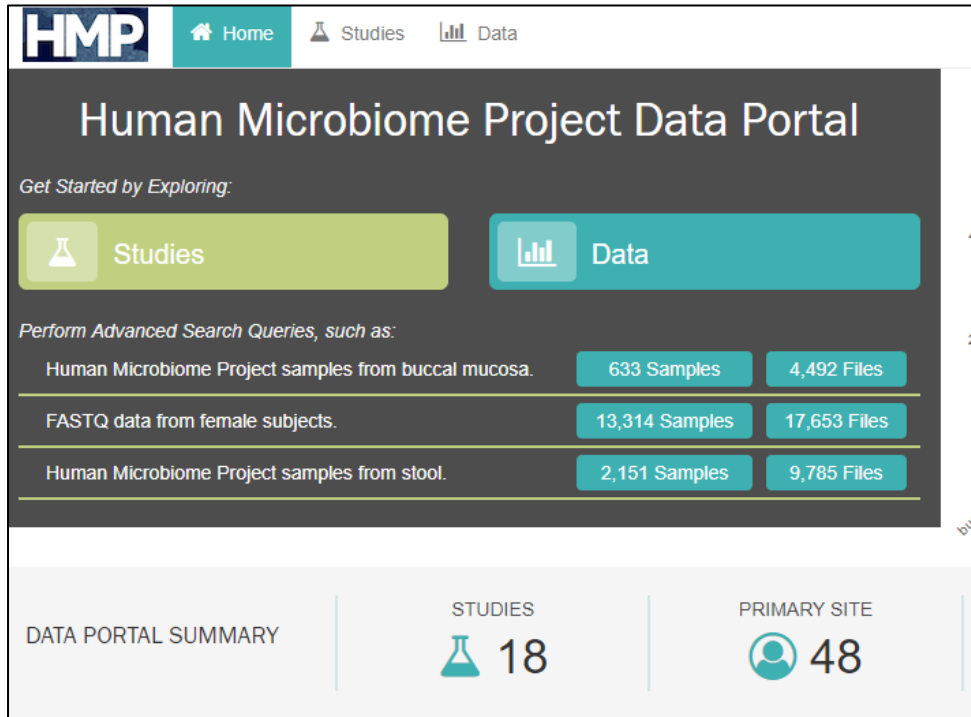 HMP Home Studies Data
Human Microbiome Project Data Portal
Get Started by Exploring:
Studies Data
Perform Advanced Search Queries, such as:
Human Microbiome Project samples from buccal mucosa. 633 Samples 4,492 Files
FASTQ data from female subjects. 13,314 Samples 17,653 Files
Human Microbiome Project samples from stool. 2,151 Samples 9,785 Files
DATA PORTAL SUMMARY
STUDIES
18
PRIMARY SITE
48